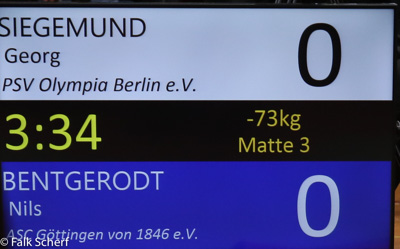 SIEGEMUND
0
Georg
PSV Olympia Berlin e.V.
3:34
-73kg
Matte 3
BENTGERODT
0
Nils
ASC Göttingen von 1846 e.V.
©Falk Scherf